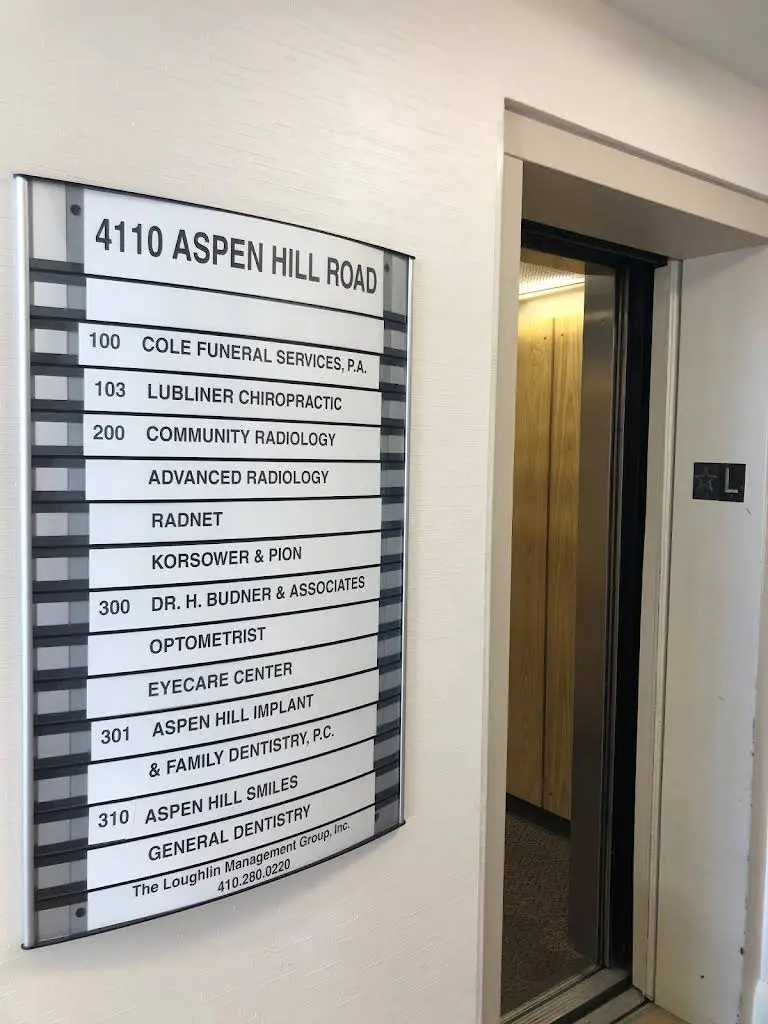 4110 ASPEN HILL ROAD
100 COLE FUNERAL SERVICES, P.A.
103 LUBLINER CHIROPRACTIC
200 COMMUNITY RADIOLOGY
ADVANCED RADIOLOGY
RADNET
KORSOWER & PION
300 DR. H. BUDNER & ASSOCIATES
OPTOMETRIST
EYECARE CENTER
301 ASPEN HILL IMPLANT
& FAMILY DENTISTRY, P.C.
310 ASPEN HILL SMILES
GENERAL DENTISTRY
The Loughlin Management Group, Inc.
410.280.0220
L